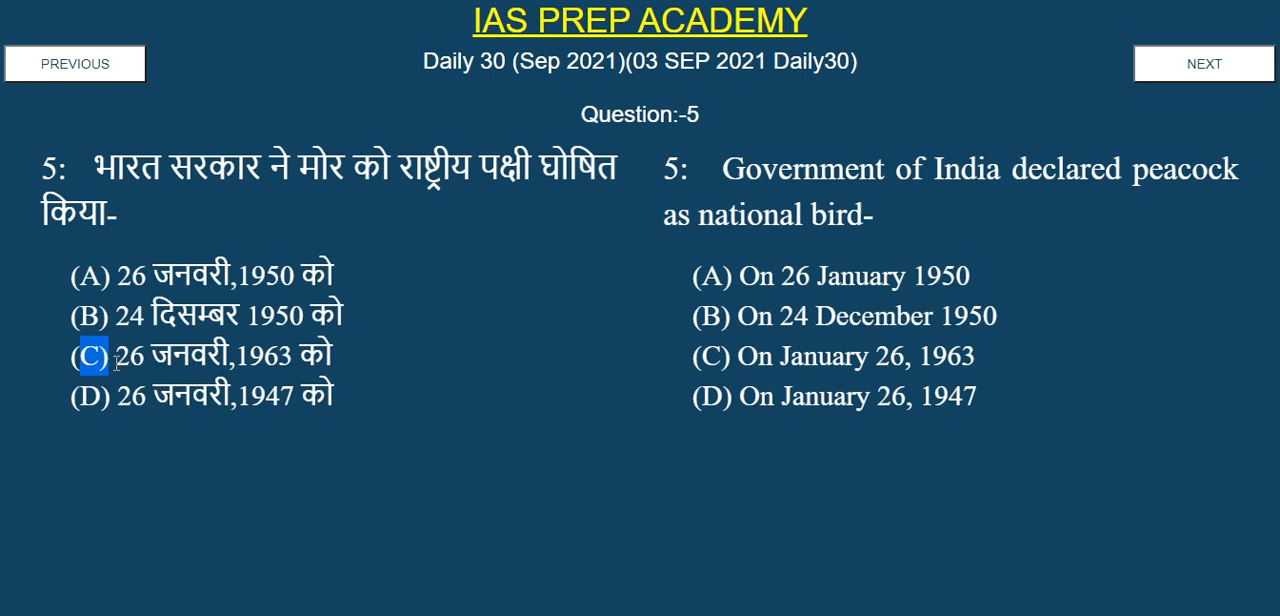 IAS PREP ACADEMY
PREVIOUS
Daily 30 (Sep 2021)(03 SEP 2021 Daily30)
NEXT
Question:-5
5: भारत सरकार ने मोर को राष्ट्रीय पक्षी घोषित
किया-
(A) 26 जनवरी,1950 को
(B) 24 दिसम्बर 1950 को
(C) 26 जनवरी,1963 को
(D) 26 जनवरी,1947 को
5: Government of India declared peacock
as national bird-
(A) On 26 January 1950
(B) On 24 December 1950
(C) On January 26, 1963
(D) On January 26, 1947